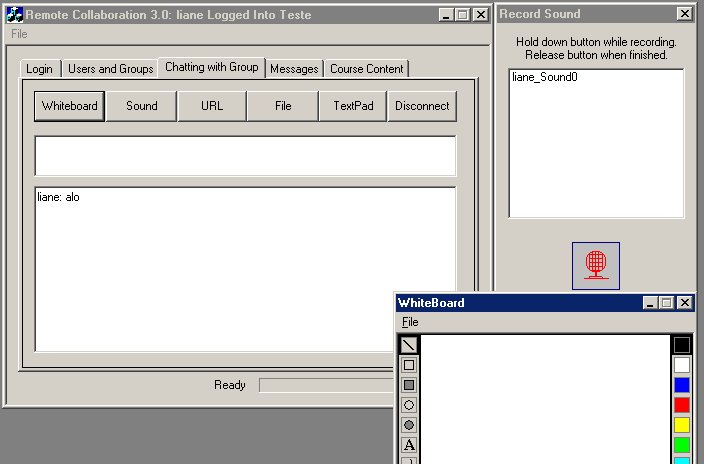 Remote Collaboration 3.0: liane Logged Into Teste
File
Login Users and Groups Chatting with Group Messages Course Content
Whiteboard Sound URL File TextPad Disconnect
liane: alo
Ready
Record Sound
Hold down button while recording.
Release button when finished.
liane_Sound0
WhiteBoard
File
A